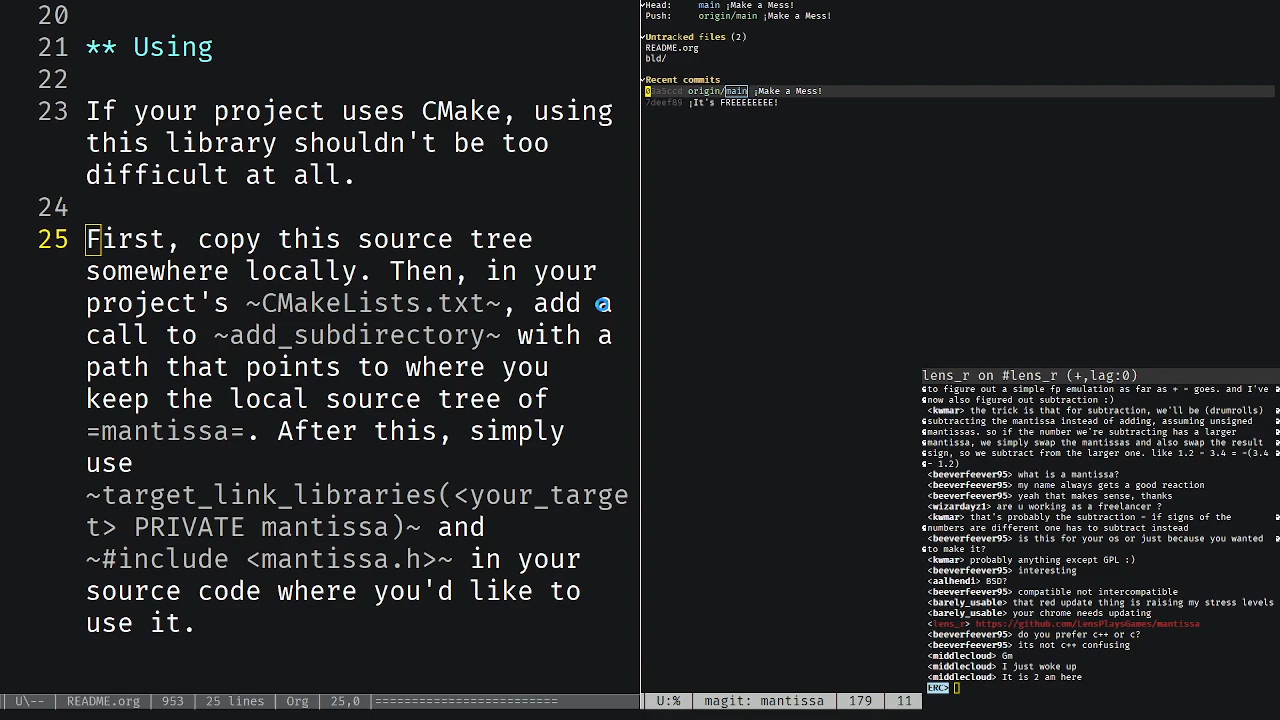 20
21 ** Using
22
23 If your project uses CMake, using
this library shouldn't be too
difficult at all.
24
25 First, copy this source tree
somewhere locally. Then, in your
project's ~CMakeLists.txt~, add a
call to ~add_subdirectory~ with a
path that points to where you
keep the local source tree of
=mantissa=. After this, simply
use
~target_link_libraries(<your_targe
t> PRIVATE mantissa)~ and
~#include <mantissa.h>~ in your
source code where you'd like to
use it.
U\-- README.org 953 25 lines Org 25,0 ==========================
Head: main ¡Make a Mess!
Push: origin/main ¡Make a Mess!
Untracked files (2)
README.org
bld/
Recent commits
origin/main ¡Make a Mess!
7deef89 ¡It's FREEEEEEEE!
lens_r on #lens_r (+,lag:0)
to figure out a simple fp emulation as far as + - goes. and I've
now also figured out subtraction :)
<kwmar> the trick is that for subtraction, we'll be (drumrolls)
subtracting the mantissa instead of adding, assuming unsigned
mantissas. so if the number we're subtracting has a larger
mantissa, we simply swap the mantissas and also swap the result
sign, so we subtract from the larger one. like 1.2 - 3.4 = -(3.4
- 1.2)
<beeverfeever95> what is a mantissa?
<beeverfeever95> my name always gets a good reaction
<beeverfeever95> yeah that makes sense, thanks
<wizardayz1> are u working as a freelancer ?
<kwmar> that's probably the subtraction - if signs of the
numbers are different one has to subtract instead
<beeverfeever95> is this for your os or just because you wanted
to make it?
<kwmar> probably anything except GPL :)
<beeverfeever95> interesting
<aalhendi> BSD?
<beeverfeever95> compatible not intercompatible
<barely_usable> that red update thing is raising my stress levels
<barely_usable> your chrome needs updating
<lens_r> https://github.com/LensPlaysGames/mantissa
<beeverfeever95> do you prefer c++ or c?
<beeverfeever95> its not c++ confusing
<middlecloud> Gm
<middlecloud> I just woke up
<middlecloud> It is 2 am here
ERC>
U:% magit: mantissa 179 11